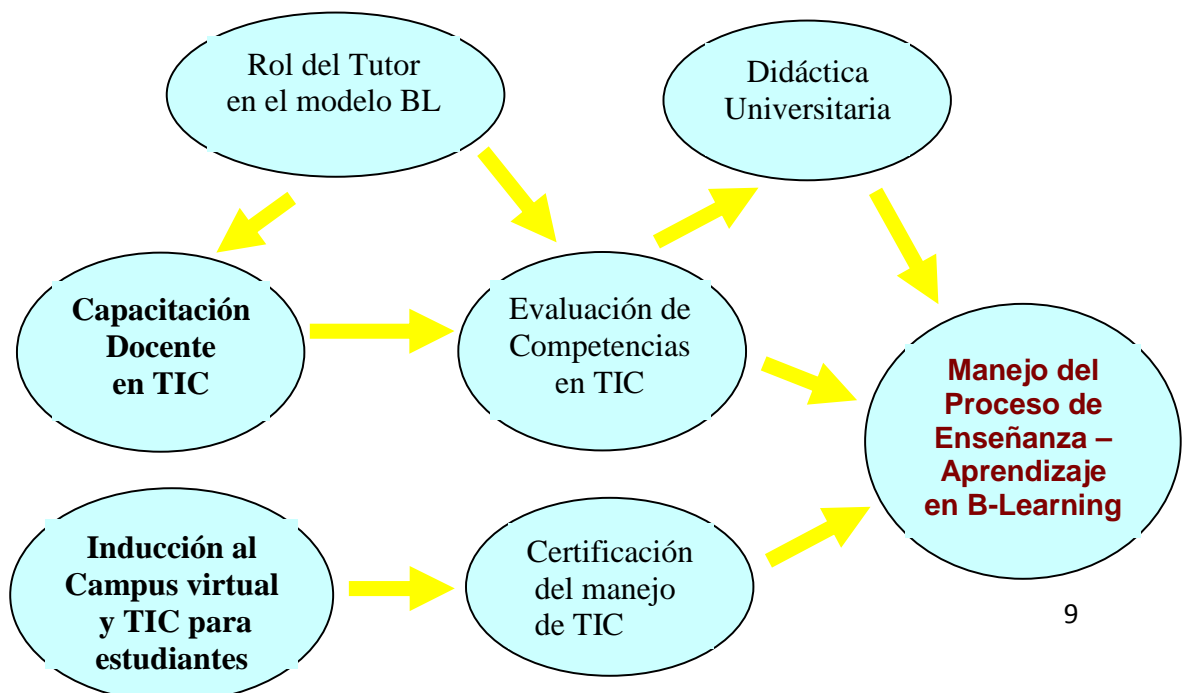 Rol del Tutor
en el modelo BL
Didáctica
Universitaria
Capacitación
Docente
en TIC
Evaluación de
Competencias
en TIC
Manejo del
Proceso de
Enseñanza –
Aprendizaje
en B-Learning
Inducción al
Campus virtual
y TIC para
estudiantes
Certificación
del manejo
de TIC
9